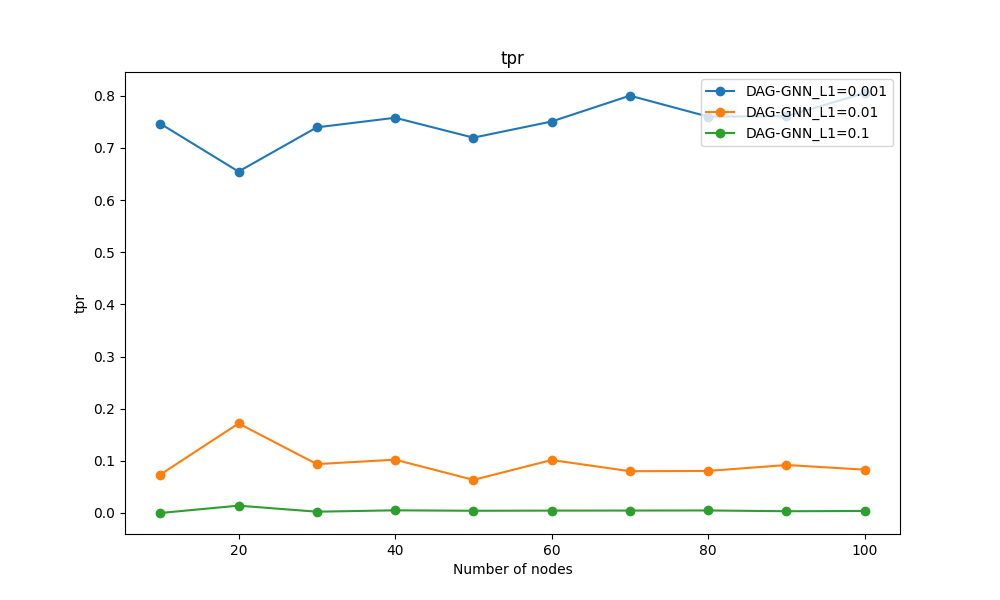 tpr
DAG-GNN_L1=0.001
DAG-GNN_L1=0.01
DAG-GNN_L1=0.1
tpr
0.8
0.7
0.6
0.5
0.4
0.3
0.2
0.1
0.0
20 40 60 80 100
Number of nodes